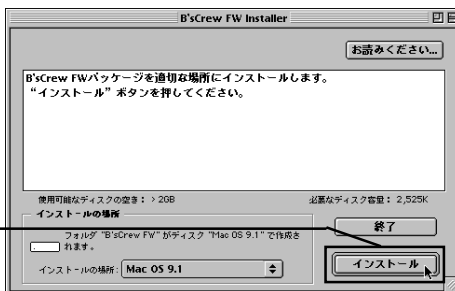 B'sCrew FW Installer
お読みください...
B'sCrew FWパッケージを適切な場所にインストールします。
“インストール”ボタンを押してください。
使用可能なディスクの空き：＞2GB
必要なディスク容量：2,525K
インストールの場所
フォルダ“B'sCrew FW”がディスク“Mac OS 9.1”で作成さ
れます。
終了
インストールの場所：Mac OS 9.1
インストール